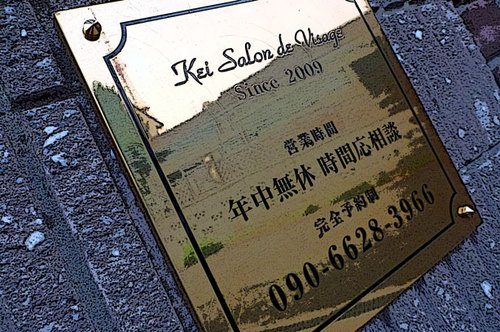 Kei Salon de Visage
Since 2009
営業時間
年中無休 時間応相談
完全予約制
090-6628-3966